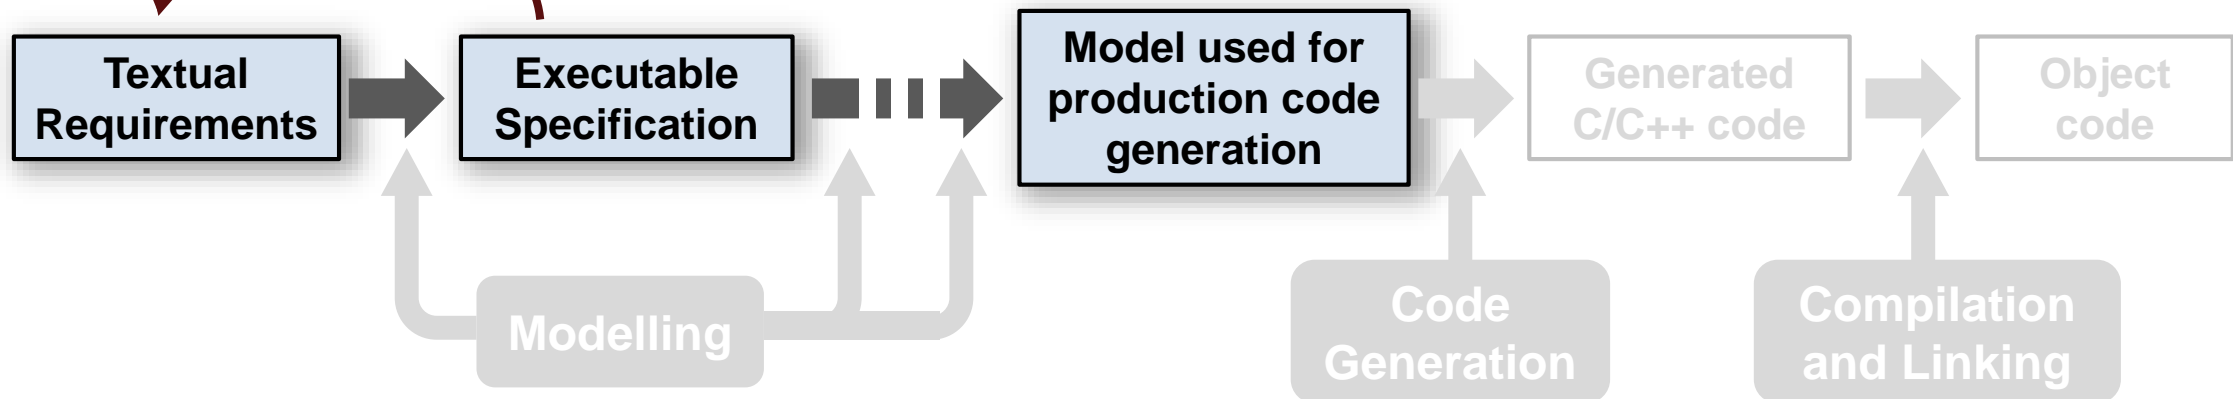 Textual
Requirements
Executable
Specification
Model used for
production code
generation
Generated
C/C++ code
Object
code
Modelling
Code
Generation
Compilation
and Linking